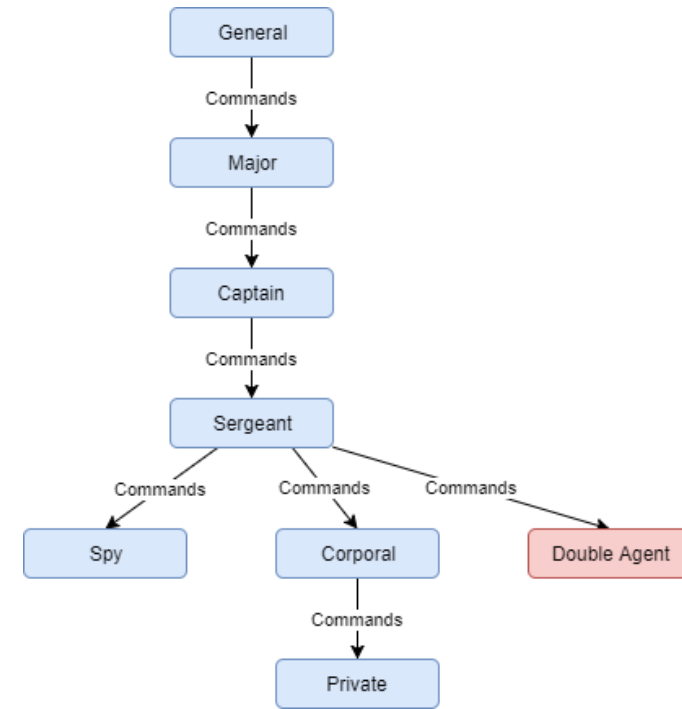 General
Commands
Major
Commands
Captain
Commands
Sergeant
Commands
Commands
Commands
Spy
Corporal
Double Agent
Commands
Private